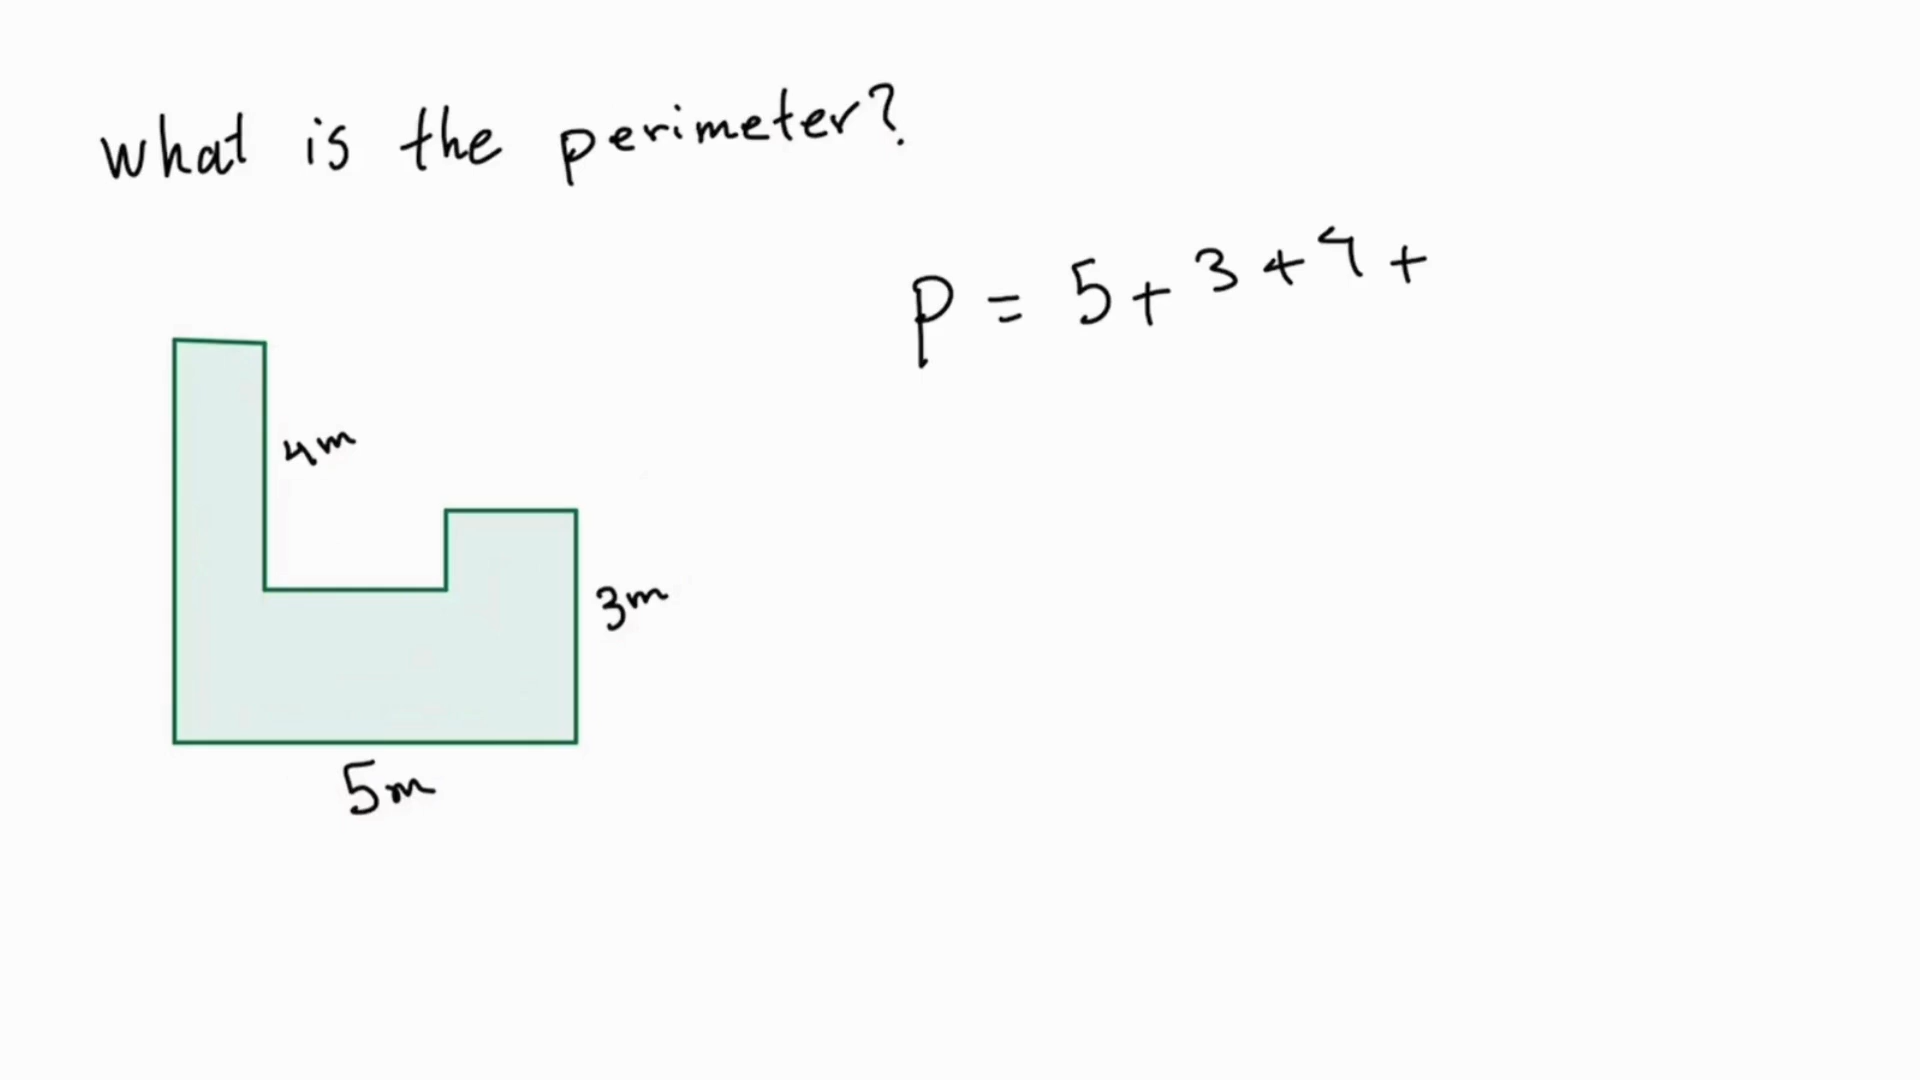 what is the perimeter?
P = 5 + 3 + 4 +
4m
3m
5m